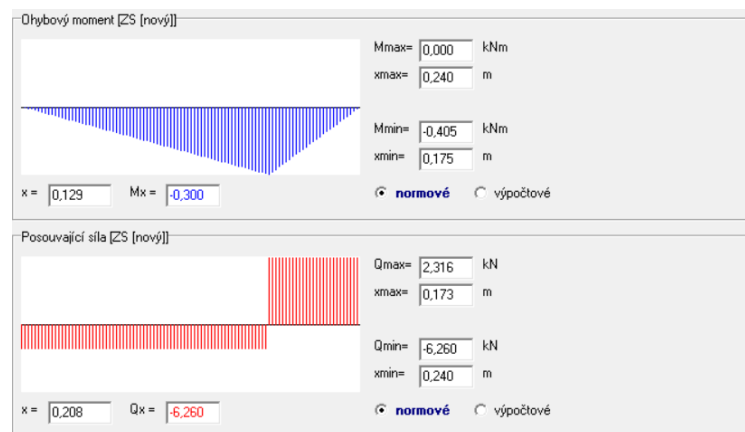 Ohybový moment [ZS [nový]]
Mmax= 0,000 kNm
xmax= 0,240 m
Mmin= -0,405 kNm
xmin= 0,175 m
x = 0,129 Mx = -0,300
normové výpočtové
Posouvající síla [ZS [nový]]
Qmax= 2,316 kN
xmax= 0,173 m
Qmin= -6,260 kN
xmin= 0,240 m
x = 0,208 Qx = -6,260
normové výpočtové